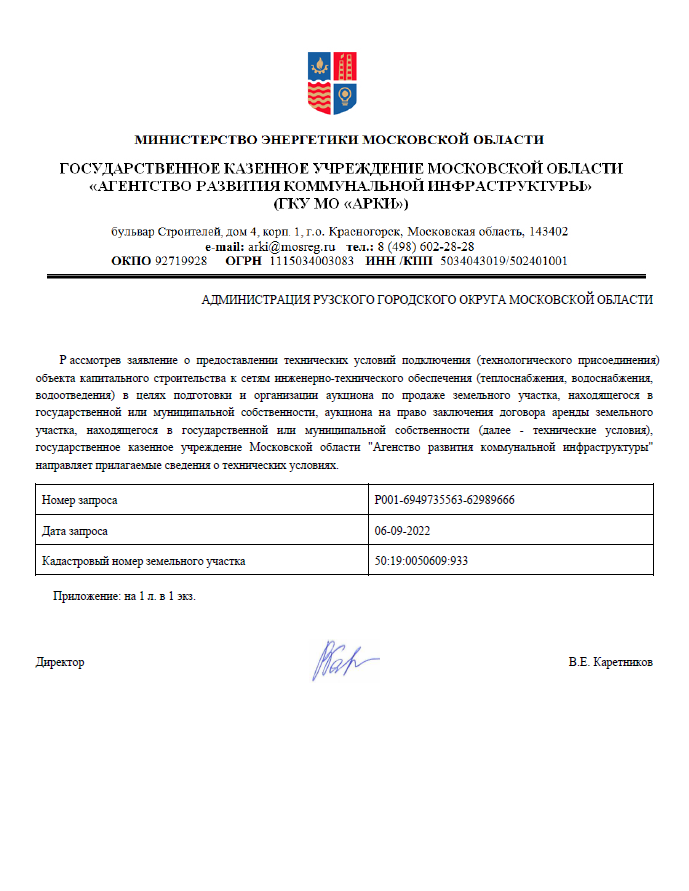 МИНИСТЕРСТВО ЭНЕРГЕТИКИ МОСКОВСКОЙ ОБЛАСТИ
ГОСУДАРСТВЕННОЕ КАЗЕННОЕ УЧРЕЖДЕНИЕ МОСКОВСКОЙ ОБЛАСТИ
«АГЕНТСТВО РАЗВИТИЯ КОММУНАЛЬНОЙ ИНФРАСТРУКТУРЫ»
(ГКУ МО «АРКИ»)
бульвар Строителей, дом 4, корп. 1, г.о. Красногорск, Московская область, 143402
e-mail: arki@mosreg.ru тел.: 8 (498) 602-28-28
ОКПО 92719928 ОГРН 1115034003083 ИНН /КПП 5034043019/502401001
АДМИНИСТРАЦИЯ РУЗСКОГО ГОРОДСКОГО ОКРУГА МОСКОВСКОЙ ОБЛАСТИ
Рассмотрев заявление о предоставлении технических условий подключения (технологического присоединения)
объекта капитального строительства к сетям инженерно-технического обеспечения (теплоснабжения, водоснабжения,
водоотведения) в целях подготовки и организации аукциона по продаже земельного участка, находящегося в
государственной или муниципальной собственности, аукциона на право заключения договора аренды земельного
участка, находящегося в государственной или муниципальной собственности (далее - технические условия),
государственное казенное учреждение Московской области "Агенство развития коммунальной инфраструктуры"
направляет прилагаемые сведения о технических условиях.
Номер запроса P001-6949735563-62989666
Дата запроса 06-09-2022
Кадастровый номер земельного участка 50:19:0050609:933
Приложение: на 1 л. в 1 экз.
Директор В.Е. Каретников